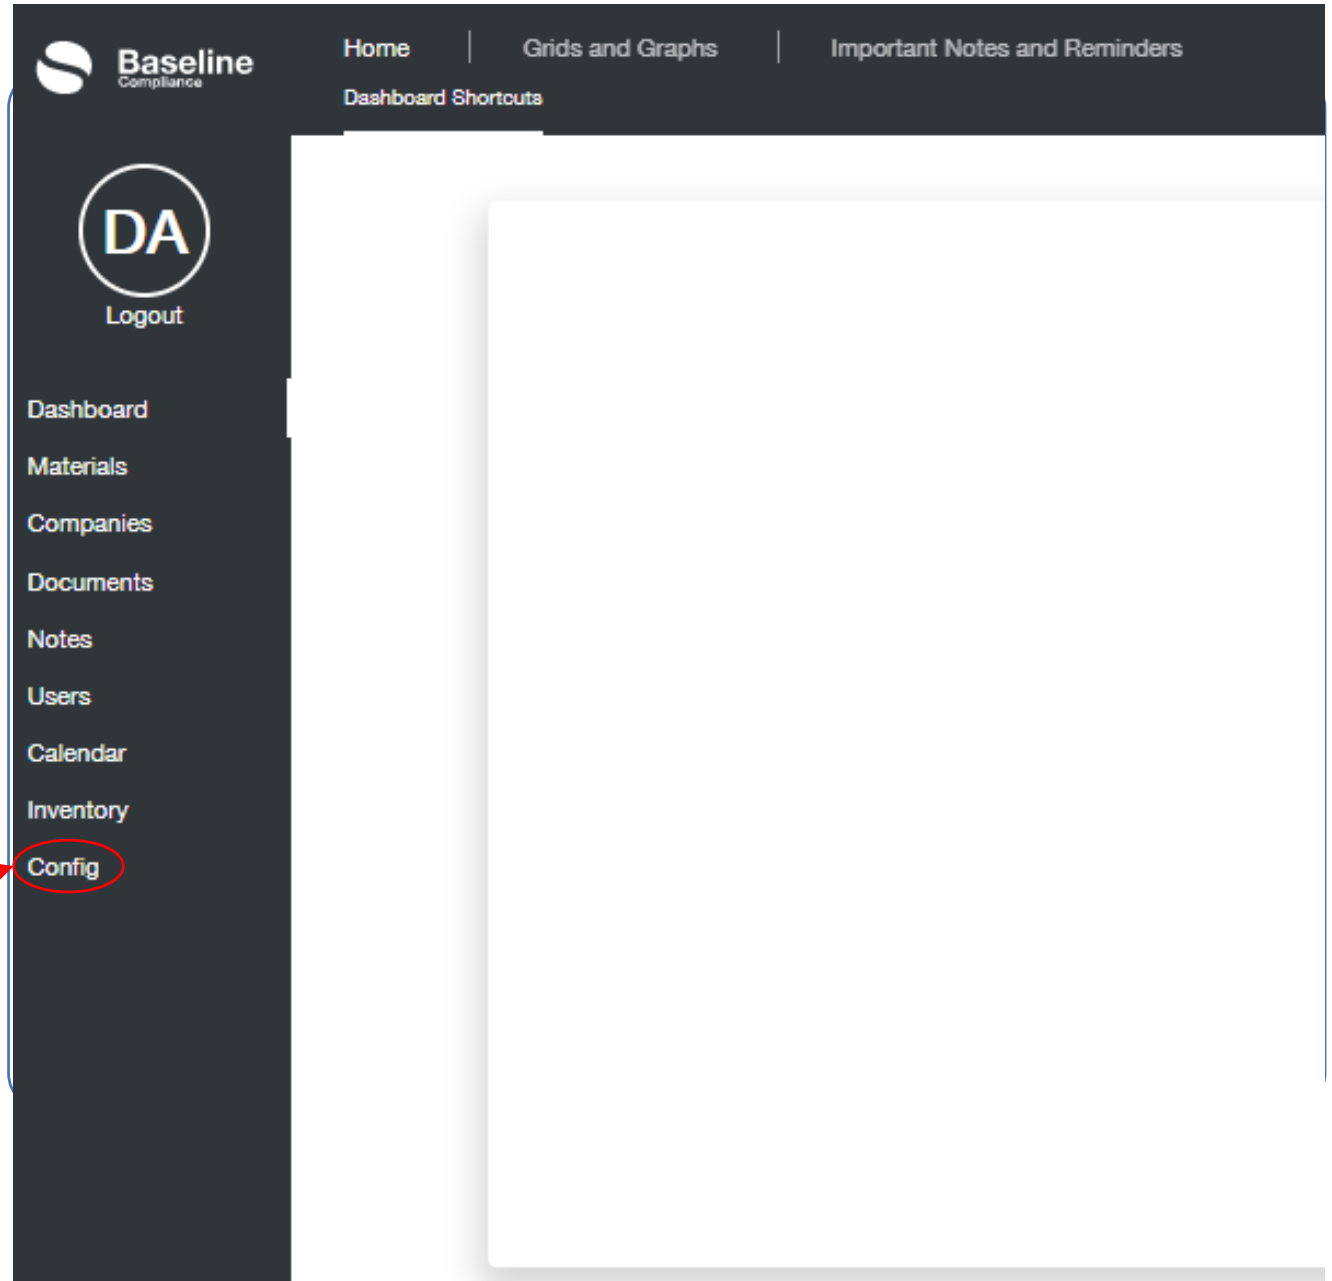 Baseline
Compliance
Home
Grids and Graphs
Important Notes and Reminders
Dashboard Shortcuts
DA
Logout
Dashboard
Materials
Companies
Documents
Notes
Users
Calendar
Inventory
Config